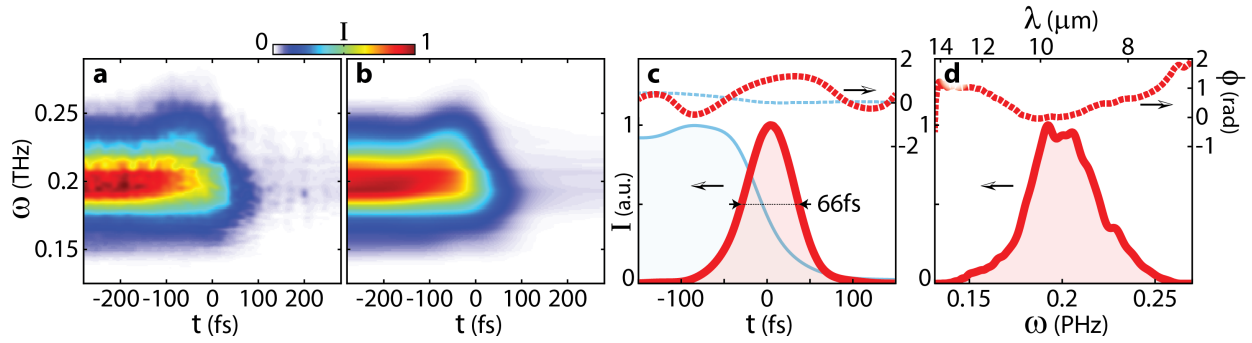 I
0 1
a b c d
ω (THz)
0.25
0.2
0.15
-200 -100 0 100 200
t (fs)
-200 -100 0 100 200
t (fs)
I (a.u.)
1
0
2
0
-2
66fs
-100 0 100
t (fs)
λ (μm)
14 12 10 8
1
0
2
1
0
-1
ϕ (rad)
0.15 0.2 0.25
ω (PHz)